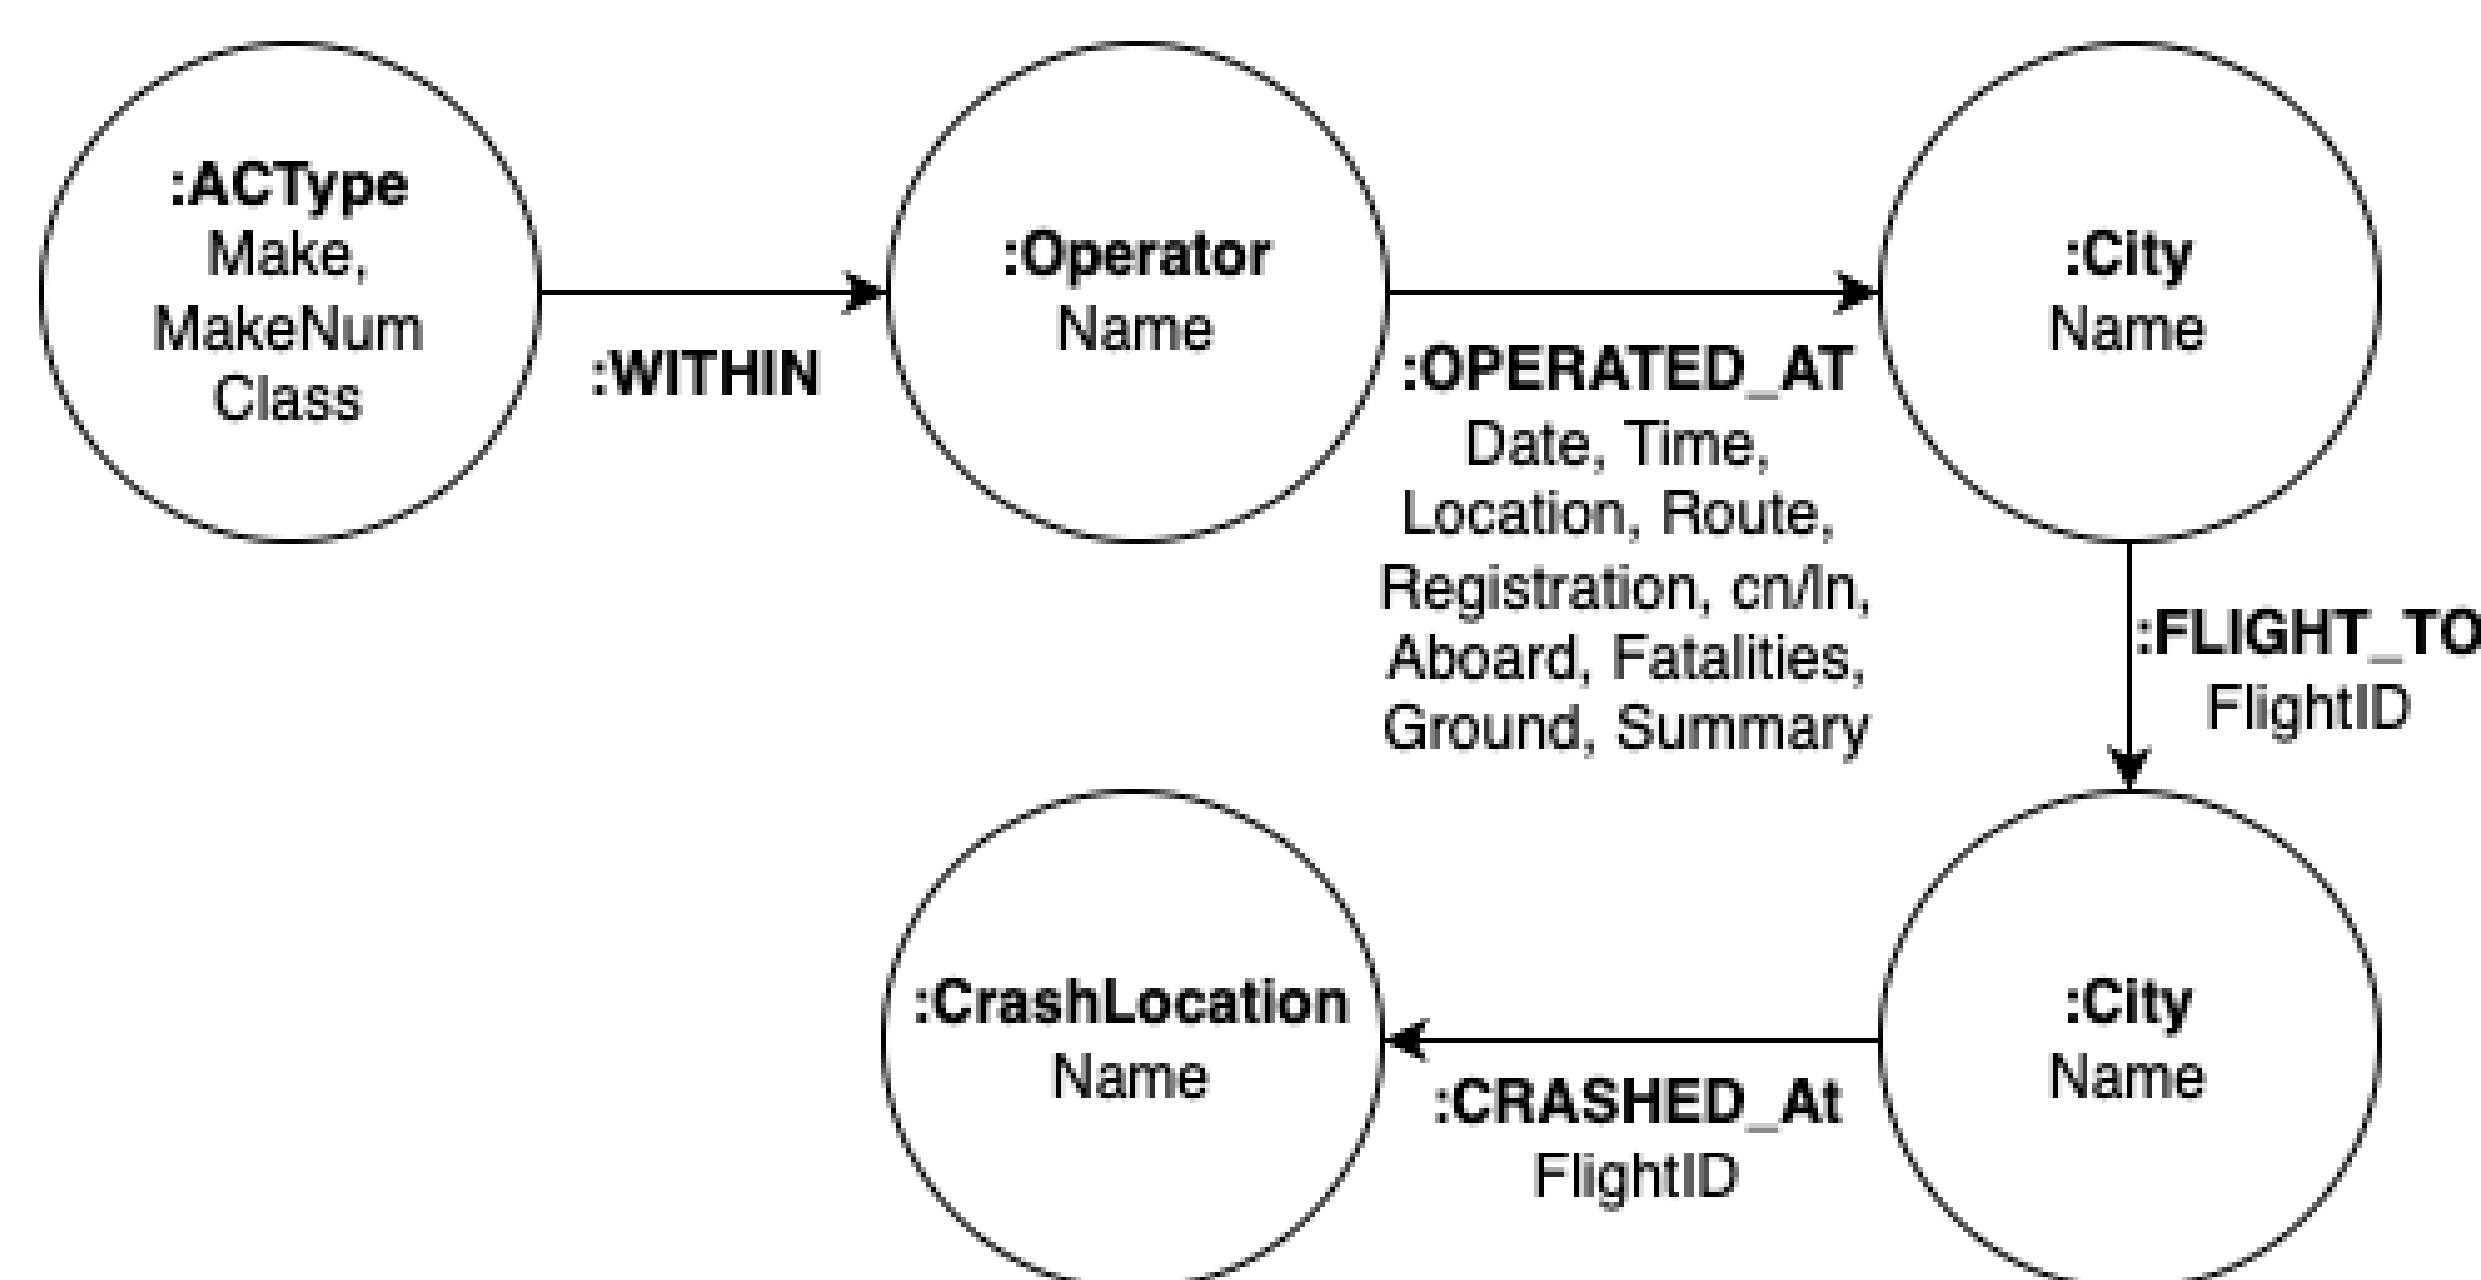 :ACType
Make,
MakeNum
Class
:WITHIN
:Operator
Name
:OPERATED_AT
Date, Time,
Location, Route,
Registration, cn/ln,
Aboard, Fatalities,
Ground, Summary
:City
Name
:FLIGHT_TO
FlightID
:City
Name
:CRASHED_At
FlightID
:CrashLocation
Name